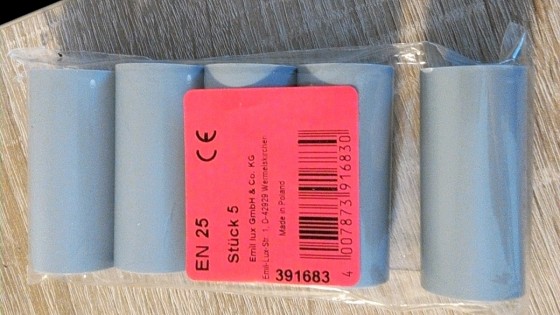 CE
EN 25
Stück 5
Emil lux GmbH & Co. KG
Emil-Lux-Str. 1, D-42929 Wermelskirchen
Made in Poland
4 007873 916830
391683